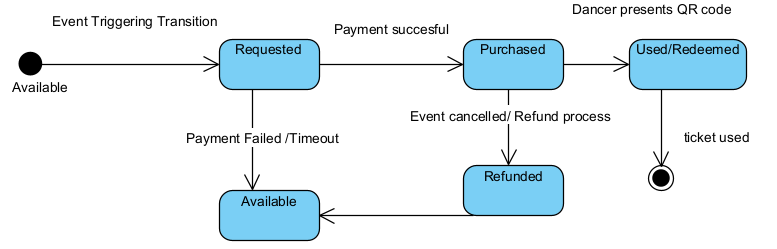 Dancer presents QR code
Event Triggering Transition
Payment succesful
Requested
Purchased
Used/Redeemed
Available
Event cancelled/ Refund process
Payment Failed /Timeout
ticket used
Refunded
Available